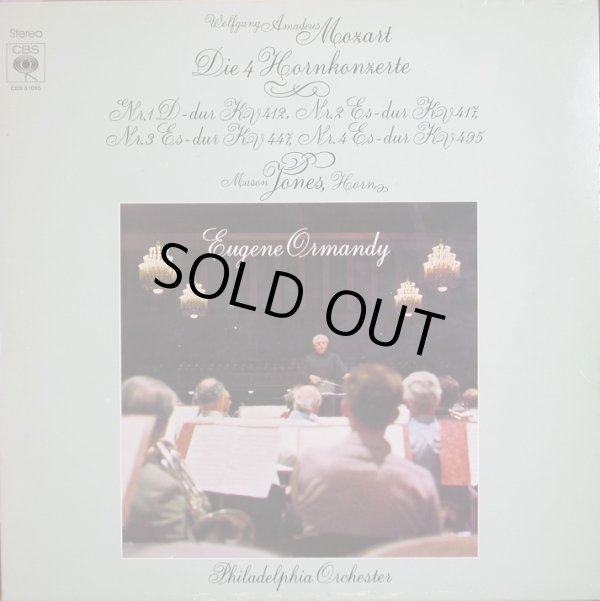 Stereo
CBS
CBS 61095
Wolfgang Amadeus
Mozart
Die 4 Hornkonzerte
Nr.1 D-dur KV 412, Nr.2 Es-dur KV 417,
Nr.3 Es-dur KV 447, Nr.4 Es-dur KV 495
Mason Jones, Horn
Eugene Ormandy
SOLD OUT
Philadelphia Orchester